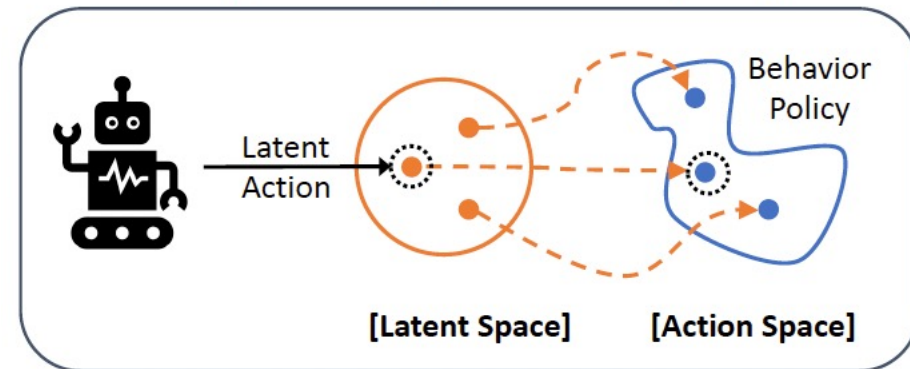 Behavior
Policy
Latent
Action
[Latent Space]
[Action Space]